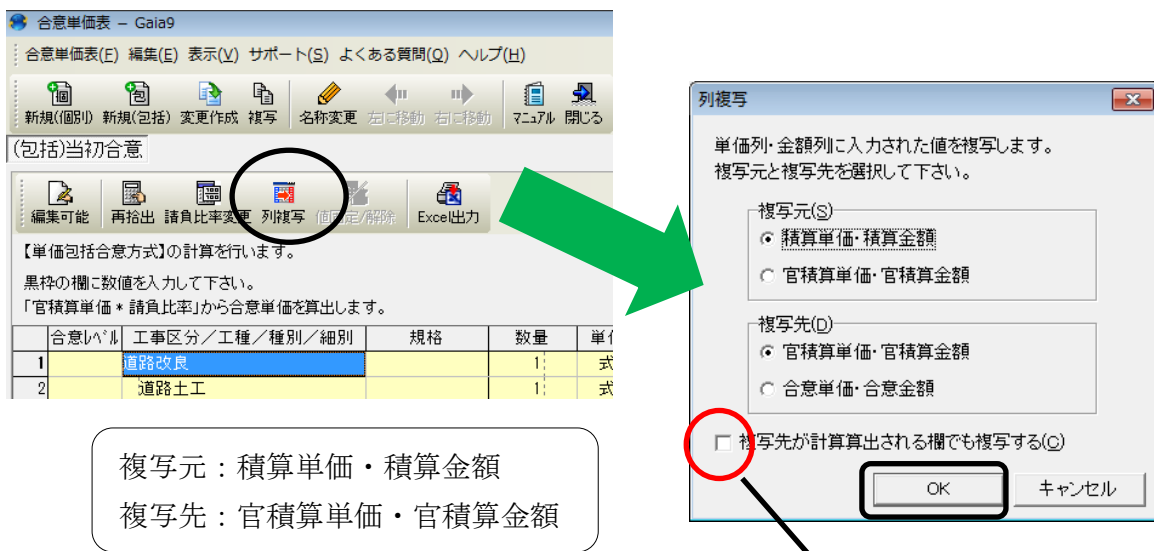 合意単価表 – Gaia9
合意単価表(F) 編集(E) 表示(V) サポート(S) よくある質問(Q) ヘルプ(H)
新規(個別) 新規(包括) 変更作成 複写 名称変更 左に移動 右に移動 マニュアル 閉じる
(包括)当初合意
編集可能 再拾出 請負比率変更 列複写 値固定/解除 Excel出力
【単価包括合意方式】の計算を行います。
黒枠の欄に数値を入力して下さい。
「官積算単価*請負比率」から合意単価を算出します。
合意レベル 工事区分/工種/種別/細別 規格 数量 単位
1 道路改良 1 式
2 道路土工 1 式
複写元：積算単価・積算金額
複写先：官積算単価・官積算金額
列複写
単価列・金額列に入力された値を複写します。
複写元と複写先を選択して下さい。
複写元(S)
積算単価・積算金額
官積算単価・官積算金額
複写先(D)
官積算単価・官積算金額
合意単価・合意金額
複写先が計算算出される欄でも複写する(C)
OK キャンセル